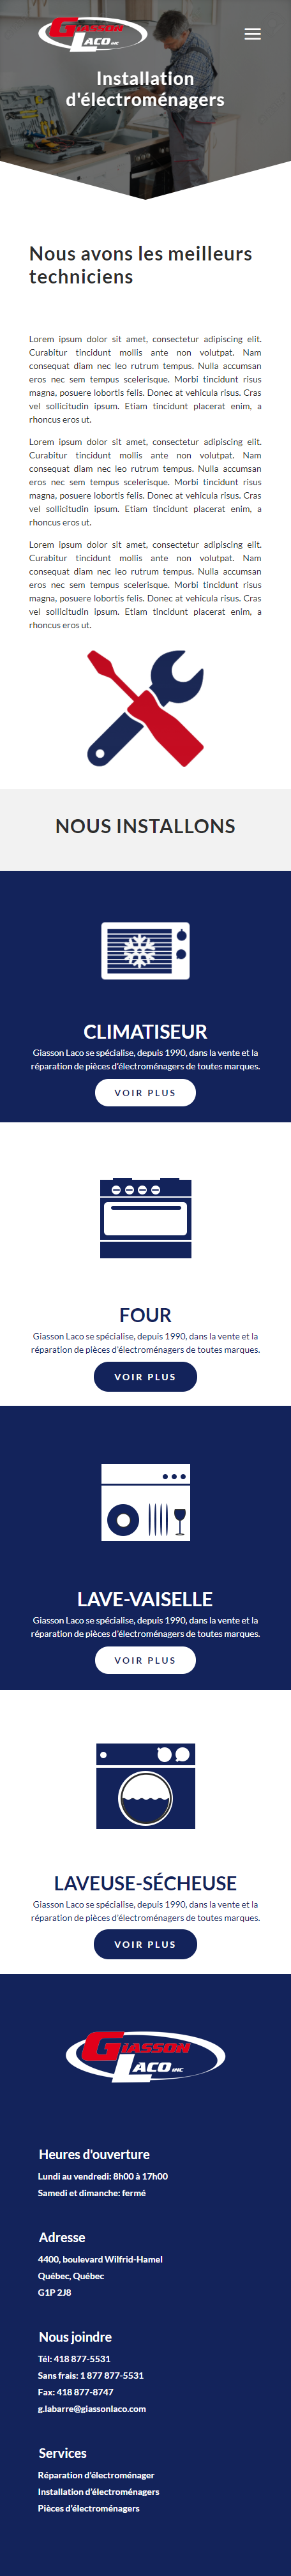 GIASSON
LACO INC
Installation
d'électroménagers
Nous avons les meilleurs
techniciens
Lorem ipsum dolor sit amet, consectetur adipiscing elit.
Curabitur tincidunt mollis ante non volutpat. Nam
consequat diam nec leo rutrum tempus. Nulla accumsan
eros nec sem tempus scelerisque. Morbi tincidunt risus
magna, posuere lobortis felis. Donec at vehicula risus. Cras
vel sollicitudin ipsum. Etiam tincidunt placerat enim, a
rhoncus eros ut.
Lorem ipsum dolor sit amet, consectetur adipiscing elit.
Curabitur tincidunt mollis ante non volutpat. Nam
consequat diam nec leo rutrum tempus. Nulla accumsan
eros nec sem tempus scelerisque. Morbi tincidunt risus
magna, posuere lobortis felis. Donec at vehicula risus. Cras
vel sollicitudin ipsum. Etiam tincidunt placerat enim, a
rhoncus eros ut.
Lorem ipsum dolor sit amet, consectetur adipiscing elit.
Curabitur tincidunt mollis ante non volutpat. Nam
consequat diam nec leo rutrum tempus. Nulla accumsan
eros nec sem tempus scelerisque. Morbi tincidunt risus
magna, posuere lobortis felis. Donec at vehicula risus. Cras
vel sollicitudin ipsum. Etiam tincidunt placerat enim, a
rhoncus eros ut.
NOUS INSTALLONS
CLIMATISEUR
Giasson Laco se spécialise, depuis 1990, dans la vente et la
réparation de pièces d'électroménagers de toutes marques.
VOIR PLUS
FOUR
Giasson Laco se spécialise, depuis 1990, dans la vente et la
réparation de pièces d'électroménagers de toutes marques.
VOIR PLUS
LAVE-VAISELLE
Giasson Laco se spécialise, depuis 1990, dans la vente et la
réparation de pièces d'électroménagers de toutes marques.
VOIR PLUS
LAVEUSE-SÉCHEUSE
Giasson Laco se spécialise, depuis 1990, dans la vente et la
réparation de pièces d'électroménagers de toutes marques.
VOIR PLUS
GIASSON
LACO INC
Heures d'ouverture
Lundi au vendredi: 8h00 à 17h00
Samedi et dimanche: fermé
Adresse
4400, boulevard Wilfrid-Hamel
Québec, Québec
G1P 2J8
Nous joindre
Tél: 418 877-5531
Sans frais: 1 877 877-5531
Fax: 418 877-8747
g.labarre@giassonlaco.com
Services
Réparation d'électroménager
Installation d'électroménagers
Pièces d'électroménagers